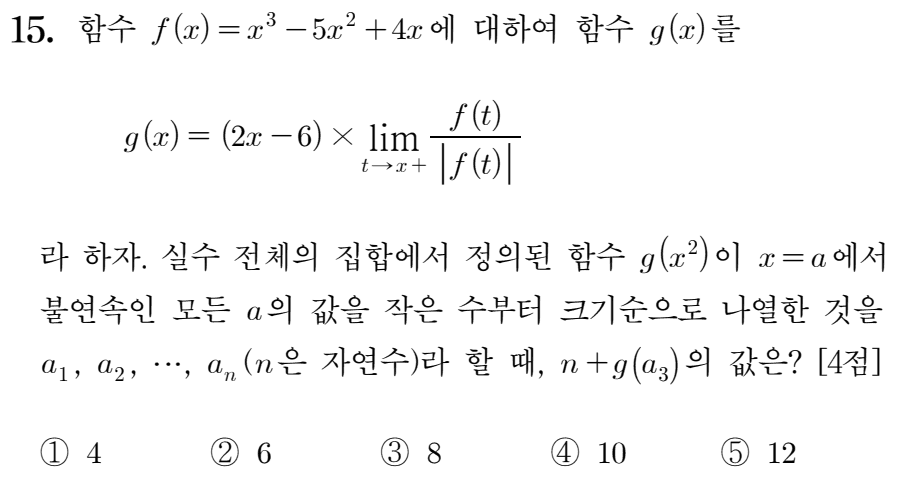 15. 함수 f(x)=x³−5x²+4x에 대하여 함수 g(x)를
g(x)=(2x−6)× lim_{t→x+} f(t)/|f(t)|
라 하자. 실수 전체의 집합에서 정의된 함수 g(x²)이 x=a에서
불연속인 모든 a의 값을 작은 수부터 크기순으로 나열한 것을
a₁, a₂, ⋯, aₙ(n은 자연수)라 할 때, n+g(a₃)의 값은? [4점]
① 4 ② 6 ③ 8 ④ 10 ⑤ 12